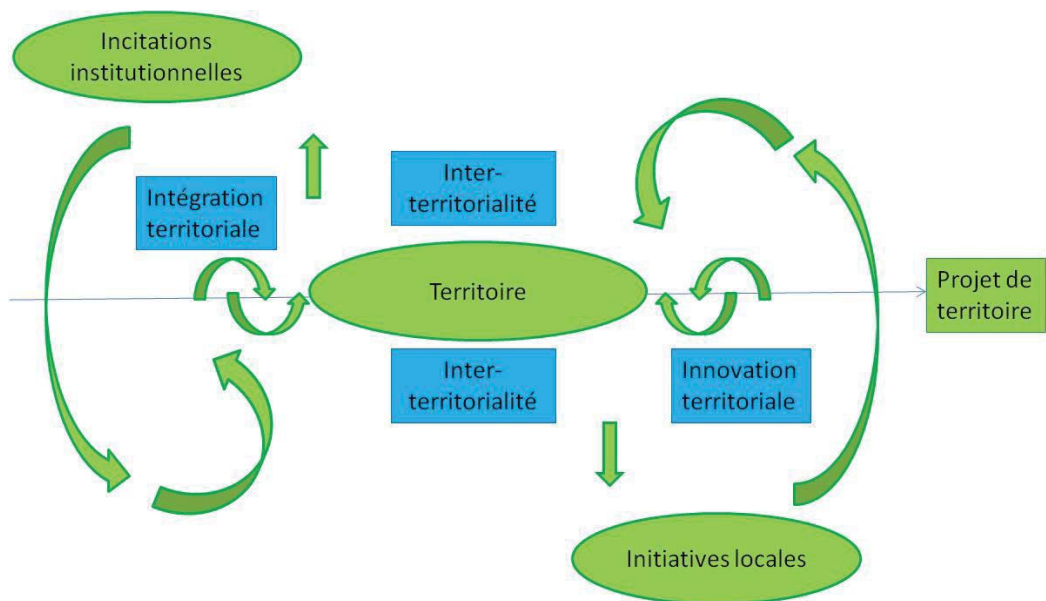 Incitations
institutionnelles
Intégration
territoriale
Inter-
territorialité
Territoire
Projet de
territoire
Inter-
territorialité
Innovation
territoriale
Initiatives locales